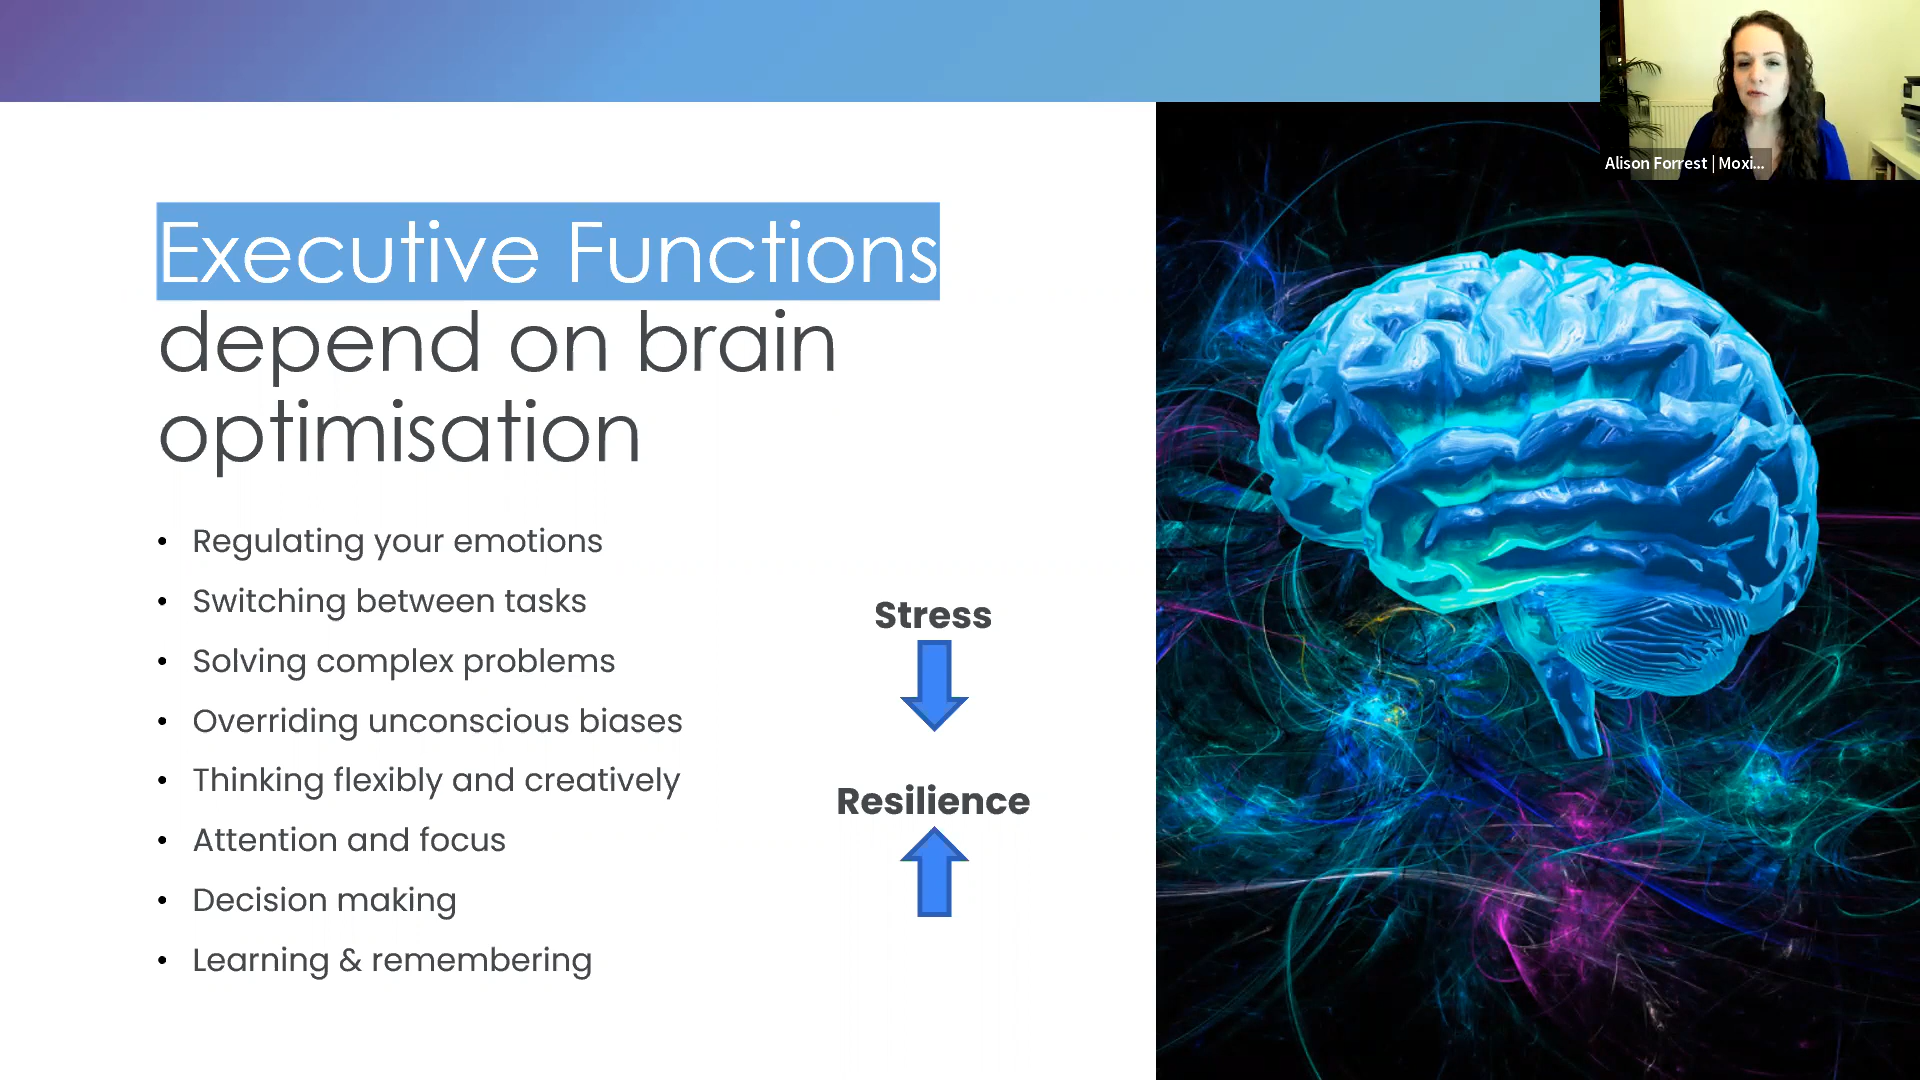 Alison Forrest | Moxi...
Executive Functions
depend on brain
optimisation
• Regulating your emotions
• Switching between tasks
• Solving complex problems
• Overriding unconscious biases
• Thinking flexibly and creatively
• Attention and focus
• Decision making
• Learning & remembering
Stress
Resilience